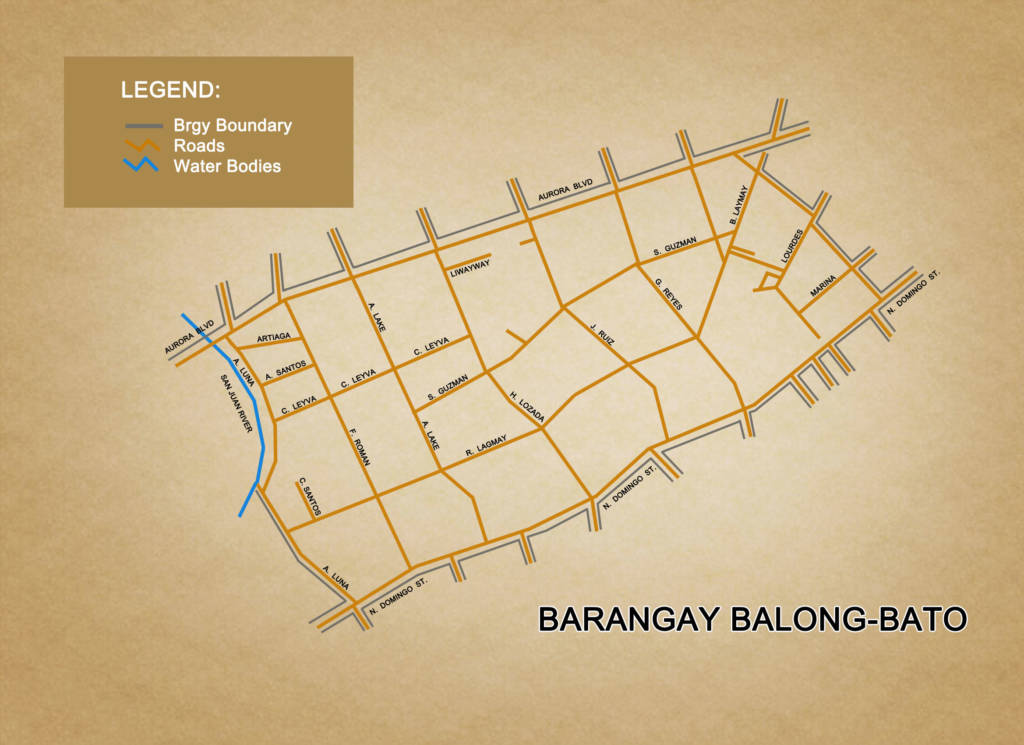 LEGEND:
Brgy Boundary
Roads
Water Bodies
AURORA BLVD
B. LAYMAY
S. GUZMAN
LOURDES
LIWAYWAY
G. REYES
MARINA
N. DOMINGO ST.
A. LAKE
AURORA BLVD
ARTIAGA
J. RUIZ
C. LEYVA
A. LUNA
A. SANTOS
C. LEYVA
S. GUZMAN
SAN JUAN RIVER
C. LEYVA
H. LOZADA
A. LAKE
F. ROMAN
R. LAGMAY
C. SANTOS
N. DOMINGO ST.
A. LUNA
N. DOMINGO ST.
BARANGAY BALONG-BATO